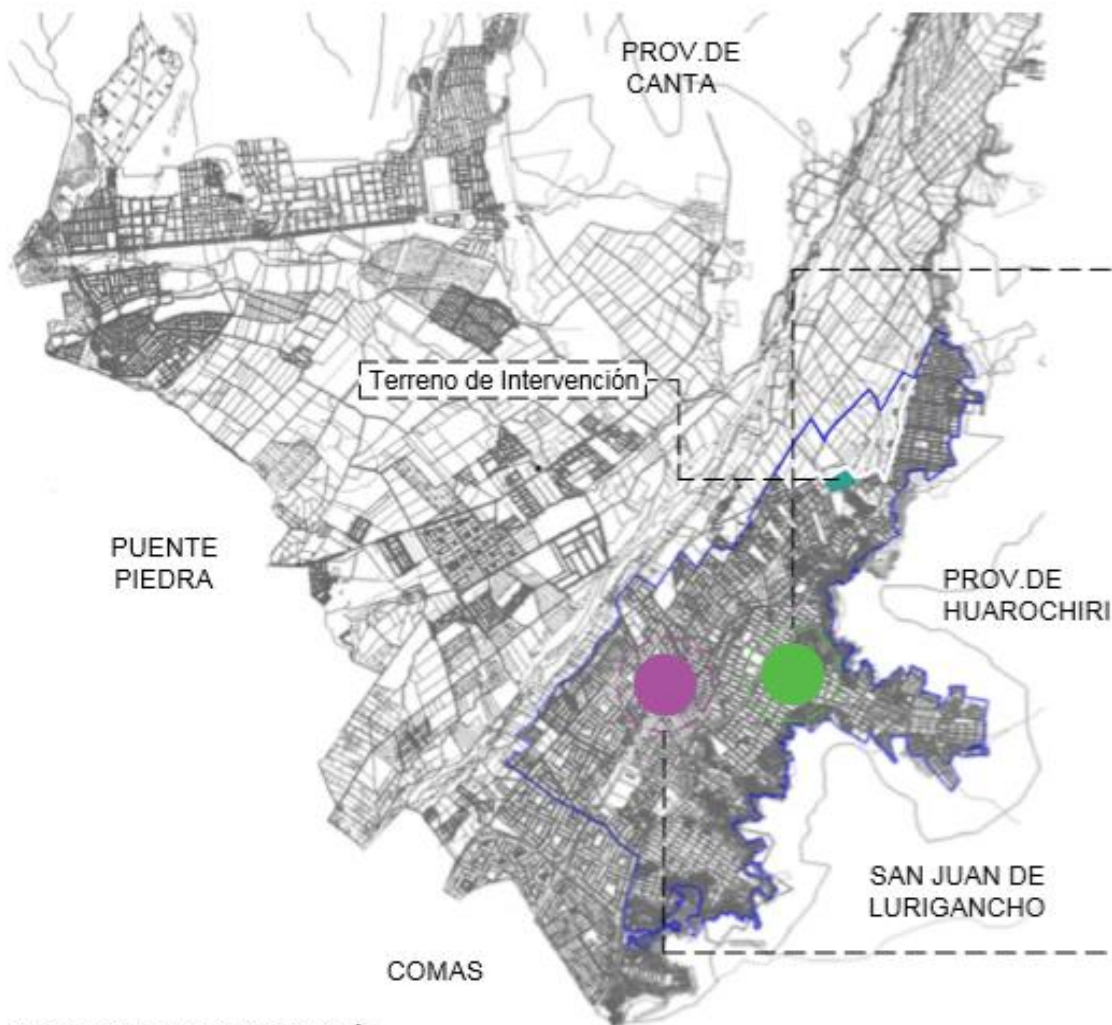 PROV.DE
CANTA
Terreno de Intervención
PUENTE
PIEDRA
PROV.DE
HUAROCHIRI
SAN JUAN DE
LURIGANCHO
COMAS